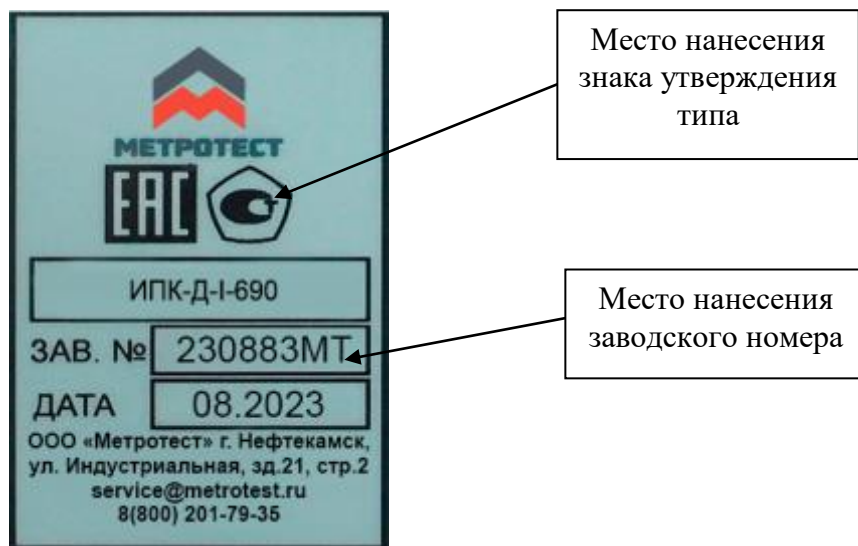 МЕТРОТЕСТ
ЕАС
ИПК-Д-I-690
ЗАВ. № 230883МТ
ДАТА 08.2023
ООО «Метротест» г. Нефтекамск,
ул. Индустриальная, зд.21, стр.2
service@metrotest.ru
8(800) 201-79-35
Место нанесения
знака утверждения
типа
Место нанесения
заводского номера